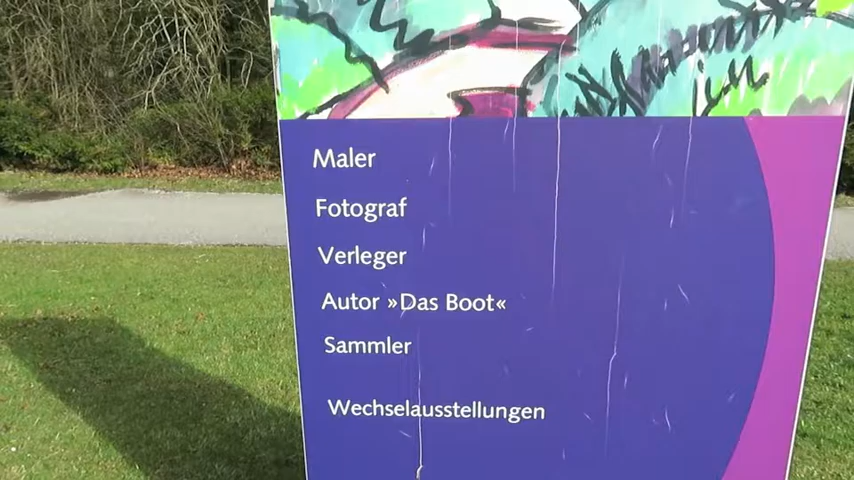 Maler
Fotograf
Verleger
Autor »Das Boot«
Sammler
Wechselausstellungen